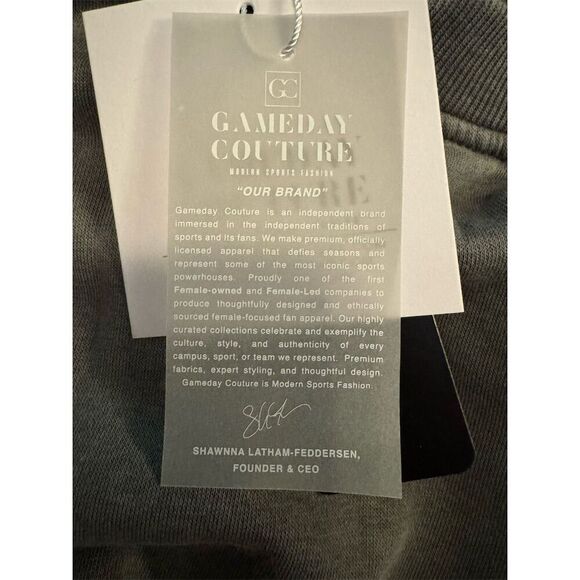 GC
GAMEDAY
COUTURE
MODERN SPORTS FASHION
"OUR BRAND"
Gameday Couture is an independent brand
immersed in the independent traditions of
sports and its fans. We make premium, officially
licensed apparel that defies seasons and
represent some of the most iconic sports
powerhouses. Proudly one of the first
Female-owned and Female-Led companies to
produce thoughtfully designed and ethically
sourced female-focused fan apparel. Our highly
curated collections celebrate and exemplify the
culture, style, and authenticity of every
campus, sport, or team we represent. Premium
fabrics, expert styling, and thoughtful design.
Gameday Couture is Modern Sports Fashion.
SHAWNNA LATHAM-FEDDERSEN,
FOUNDER & CEO